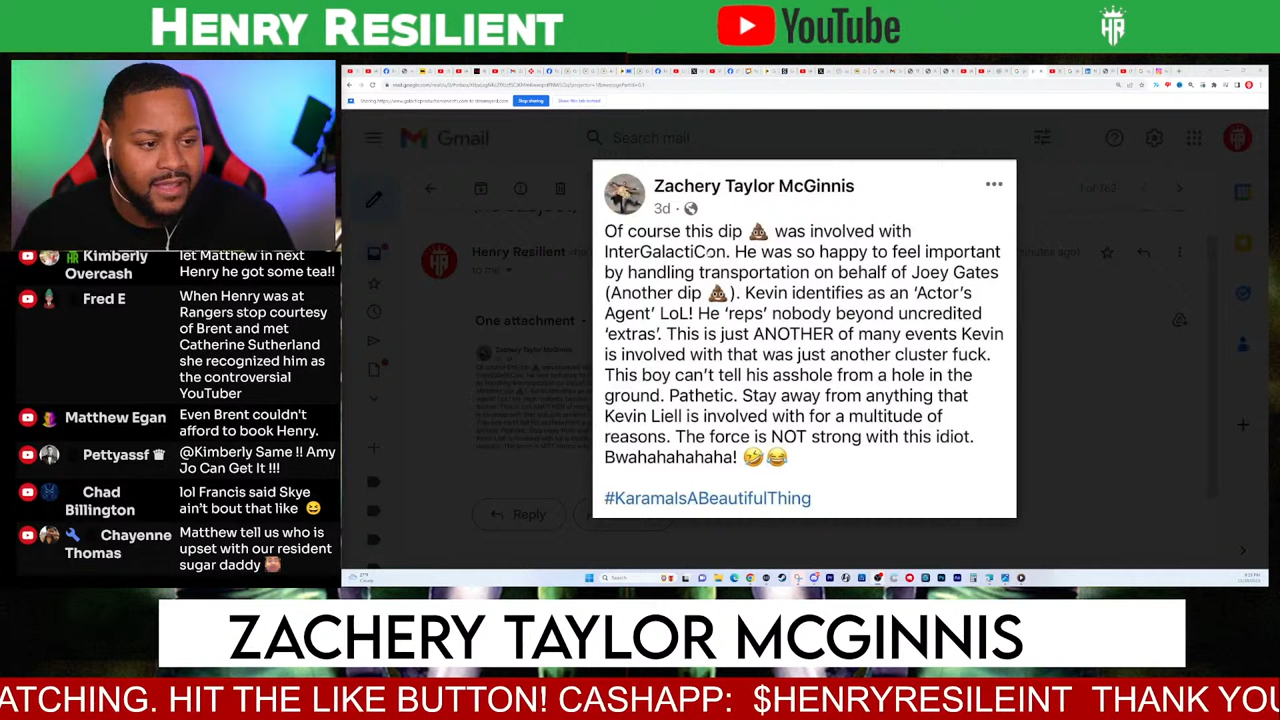 HENRY RESILIENT
YouTube
HR
Gmail
Search mail
1 of 162
Henry Resilient
to me
One attachment
Reply
Zachery Taylor McGinnis
3d
Of course this dip 💩 was involved with
InterGalactiCon. He was so happy to feel important
by handling transportation on behalf of Joey Gates
(Another dip 💩). Kevin identifies as an ‘Actor’s
Agent’ LoL! He ‘reps’ nobody beyond uncredited
‘extras’. This is just ANOTHER of many events Kevin
is involved with that was just another cluster fuck.
This boy can’t tell his asshole from a hole in the
ground. Pathetic. Stay away from anything that
Kevin Liell is involved with for a multitude of
reasons. The force is NOT strong with this idiot.
Bwahahahahaha! 🤣😂
#KaramaIsABeautifulThing
Kimberly
Overcash
let Matthew in next
Henry he got some tea!!
Fred E
When Henry was at
Rangers stop courtesy
of Brent and met
Catherine Sutherland
she recognized him as
the controversial
YouTuber
Matthew Egan
Even Brent couldn't
afford to book Henry.
Pettyassf
@Kimberly Same !! Amy
Jo Can Get It !!!
Chad
Billington
lol Francis said Skye
ain't bout that like 😆
Chayenne
Thomas
Matthew tell us who is
upset with our resident
sugar daddy
Search
ZACHERY TAYLOR MCGINNIS
ATCHING. HIT THE LIKE BUTTON! CASHAPP: $HENRYRESILEINT THANK YOU